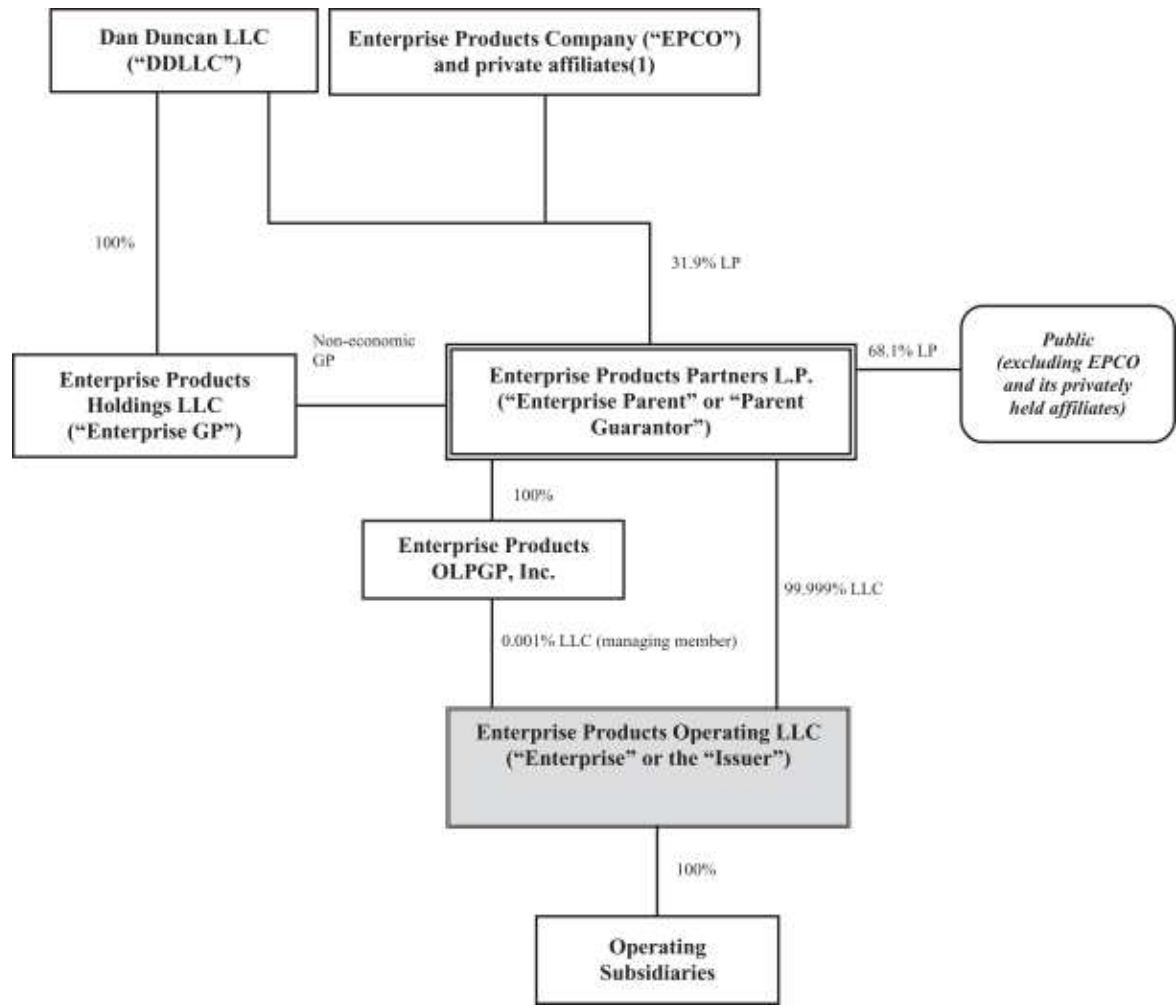 Dan Duncan LLC
(“DDLLC”)
Enterprise Products Company (“EPCO”)
and private affiliates(1)
100%
31.9% LP
Non-economic
GP
68.1% LP
Public
(excluding EPCO
and its privately
held affiliates)
Enterprise Products
Holdings LLC
(“Enterprise GP”)
Enterprise Products Partners L.P.
(“Enterprise Parent” or “Parent
Guarantor”)
100%
Enterprise Products
OLPGP, Inc.
99.999% LLC
0.001% LLC (managing member)
Enterprise Products Operating LLC
(“Enterprise” or the “Issuer”)
100%
Operating
Subsidiaries